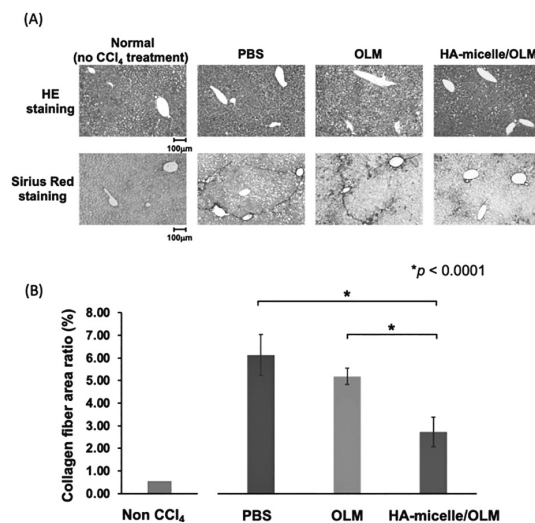 (A)
Normal
(no CCl₄ treatment)
PBS
OLM
HA-micelle/OLM
HE
staining
100μm
Sirius Red
staining
100μm
*p < 0.0001
(B)
*
*
Collagen fiber area ratio (%)
8.00
7.00
6.00
5.00
4.00
3.00
2.00
1.00
0.00
Non CCl₄
PBS
OLM
HA-micelle/OLM